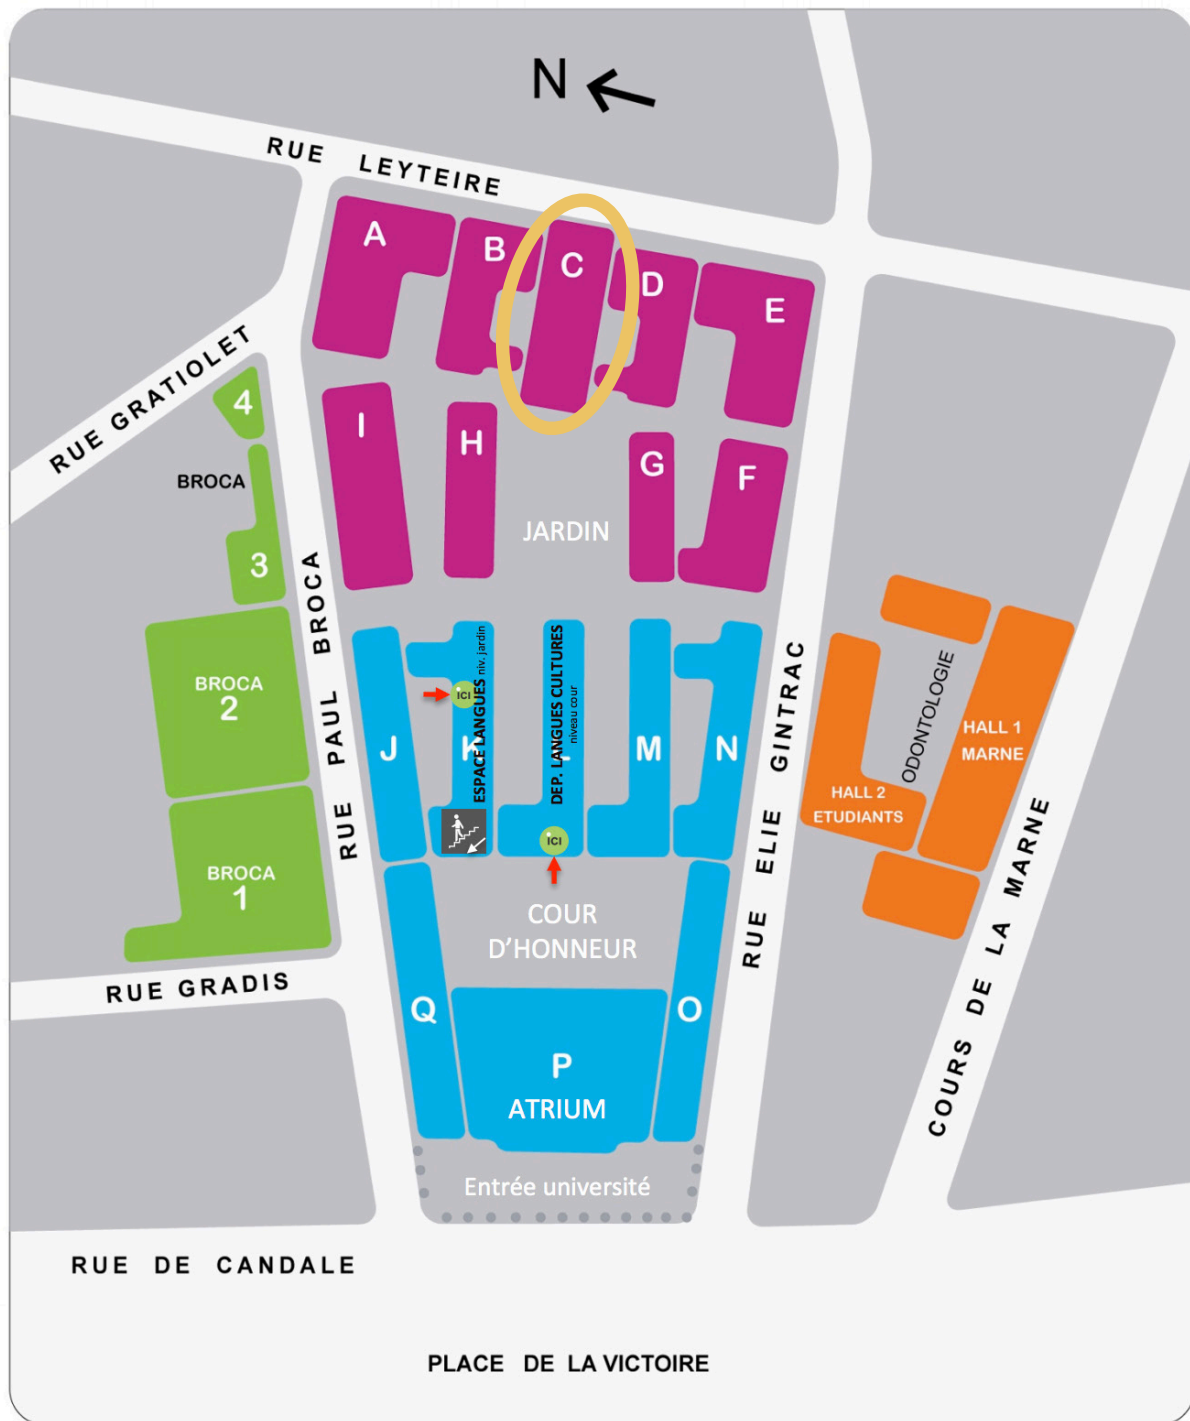 N
RUE LEYTEIRE
A
B
C
D
E
RUE GRATIOLET
4
BROCA
3
I
H
G
F
JARDIN
RUE PAUL BROCA
BROCA
2
BROCA
1
J
K
ESPACE LANGUES niv. jardin
ICI
DEP. LANGUES CULTURES
niveau cour
ICI
M
N
RUE ELIE GINTRAC
ODONTOLOGIE
HALL 1
MARNE
HALL 2
ETUDIANTS
COURS DE LA MARNE
COUR
D'HONNEUR
RUE GRADIS
Q
O
P
ATRIUM
Entrée université
RUE DE CANDALE
PLACE DE LA VICTOIRE